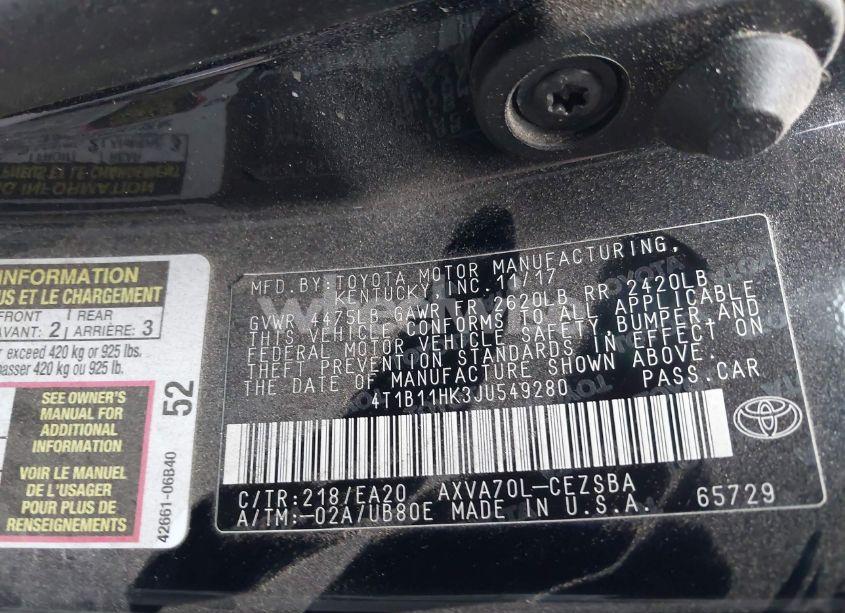 INFORMATION
US ET LE CHARGEMENT
FRONT
AVANT: 2
ARRIÈRE: 3
r exceed 420 kg or 925 lbs.
passer 420 kg ou 925 lb.
SEE OWNER'S
MANUAL FOR
ADDITIONAL
INFORMATION
VOIR LE MANUEL
DE L'USAGER
POUR PLUS DE
RENSEIGNEMENTS
52
42661-06B40
MFD.BY:TOYOTA MOTOR MANUFACTURING,
KENTUCKY,INC. 11/17
GVWR 4475LB GAWR FR 2620LB RR 2420LB
THIS VEHICLE CONFORMS TO ALL APPLICABLE
FEDERAL MOTOR VEHICLE SAFETY,BUMPER,AND
THEFT PREVENTION STANDARDS IN EFFECT ON
THE DATE OF MANUFACTURE SHOWN ABOVE.
4T1B11HK3JU549280 PASS.CAR
C/TR:218/EA20 AXVA70L-CEZSBA
A/TM:-02A/UB80E MADE IN U.S.A. 65729